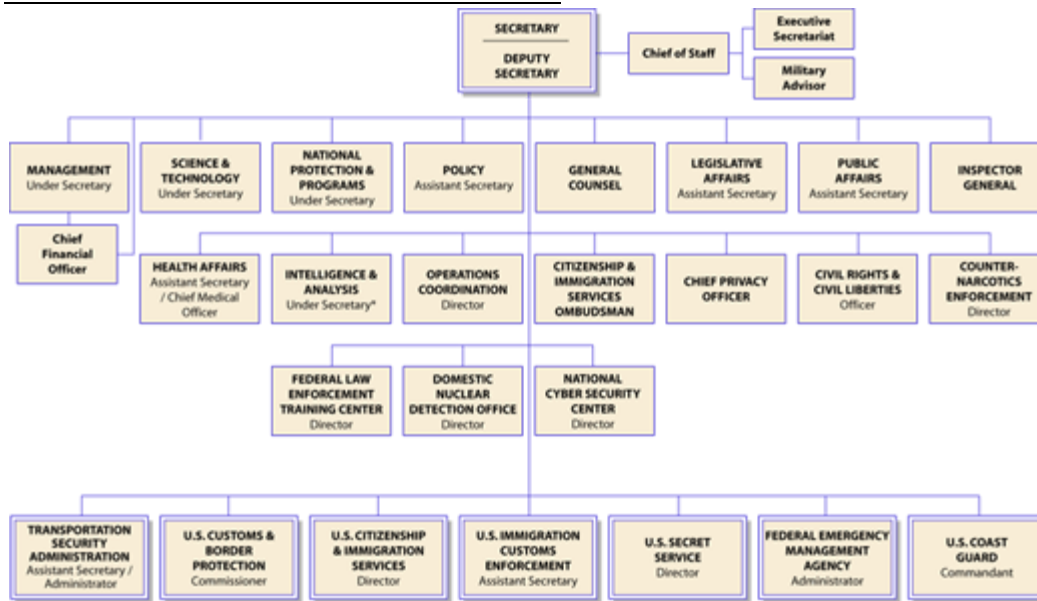 SECRETARY
DEPUTY
SECRETARY
Chief of Staff
Executive
Secretariat
Military
Advisor
MANAGEMENT
Under Secretary
SCIENCE &
TECHNOLOGY
Under Secretary
NATIONAL
PROTECTION &
PROGRAMS
Under Secretary
POLICY
Assistant Secretary
GENERAL
COUNSEL
LEGISLATIVE
AFFAIRS
Assistant Secretary
PUBLIC
AFFAIRS
Assistant Secretary
INSPECTOR
GENERAL
Chief
Financial
Officer
HEALTH AFFAIRS
Assistant Secretary
/ Chief Medical
Officer
INTELLIGENCE &
ANALYSIS
Under Secretary*
OPERATIONS
COORDINATION
Director
CITIZENSHIP &
IMMIGRATION
SERVICES
OMBUDSMAN
CHIEF PRIVACY
OFFICER
CIVIL RIGHTS &
CIVIL LIBERTIES
Officer
COUNTER-
NARCOTICS
ENFORCEMENT
Director
FEDERAL LAW
ENFORCEMENT
TRAINING CENTER
Director
DOMESTIC
NUCLEAR
DETECTION OFFICE
Director
NATIONAL
CYBER SECURITY
CENTER
Director
TRANSPORTATION
SECURITY
ADMINISTRATION
Assistant Secretary /
Administrator
U.S. CUSTOMS &
BORDER
PROTECTION
Commissioner
U.S. CITIZENSHIP
& IMMIGRATION
SERVICES
Director
U.S. IMMIGRATION
CUSTOMS
ENFORCEMENT
Assistant Secretary
U.S. SECRET
SERVICE
Director
FEDERAL EMERGENCY
MANAGEMENT
AGENCY
Administrator
U.S. COAST
GUARD
Commandant